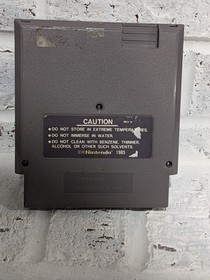 CAUTION
● DO NOT STORE IN EXTREME TEMPERATURES.
● DO NOT IMMERSE IN WATER.
● DO NOT CLEAN WITH BENZENE, THINNER,
ALCOHOL OR OTHER SUCH SOLVENTS.
©Nintendo 1985